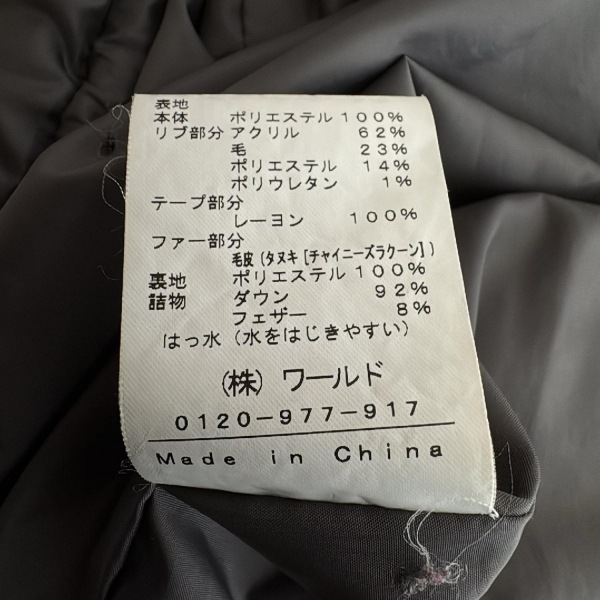 表地
本体 ポリエステル100%
リブ部分 アクリル 62%
毛 23%
ポリエステル 14%
ポリウレタン 1%
テープ部分
レーヨン 100%
ファー部分
毛皮(タヌキ[チャイニーズラクーン])
裏地 ポリエステル100%
詰物 ダウン 92%
フェザー 8%
はっ水(水をはじきやすい)
(株)ワールド
0120-977-917
Made in China